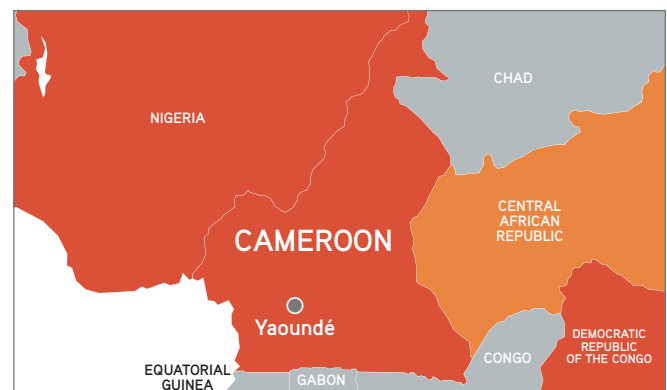 CHAD
NIGERIA
CENTRAL
AFRICAN
REPUBLIC
CAMEROON
Yaoundé
DEMOCRATIC
REPUBLIC
OF THE CONGO
CONGO
EQUATORIAL
GUINEA
GABON